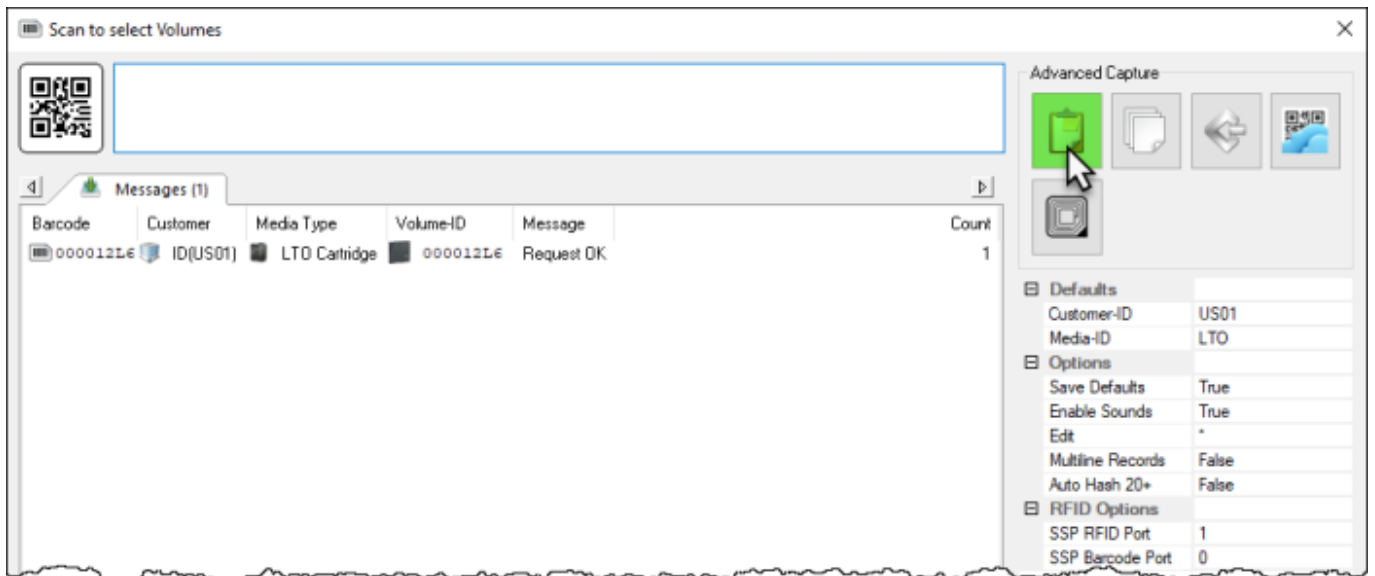 Scan to select Volumes
Advanced Capture
Messages (1)
Barcode Customer Media Type Volume-ID Message Count
000012L6 ID(US01) LTO Cartridge 000012L6 Request OK 1
Defaults
Customer-ID US01
Media-ID LTO
Options
Save Defaults True
Enable Sounds True
Edit *
Multiline Records False
Auto Hash 20+ False
RFID Options
SSP RFID Port 1
SSP Barcode Port 0